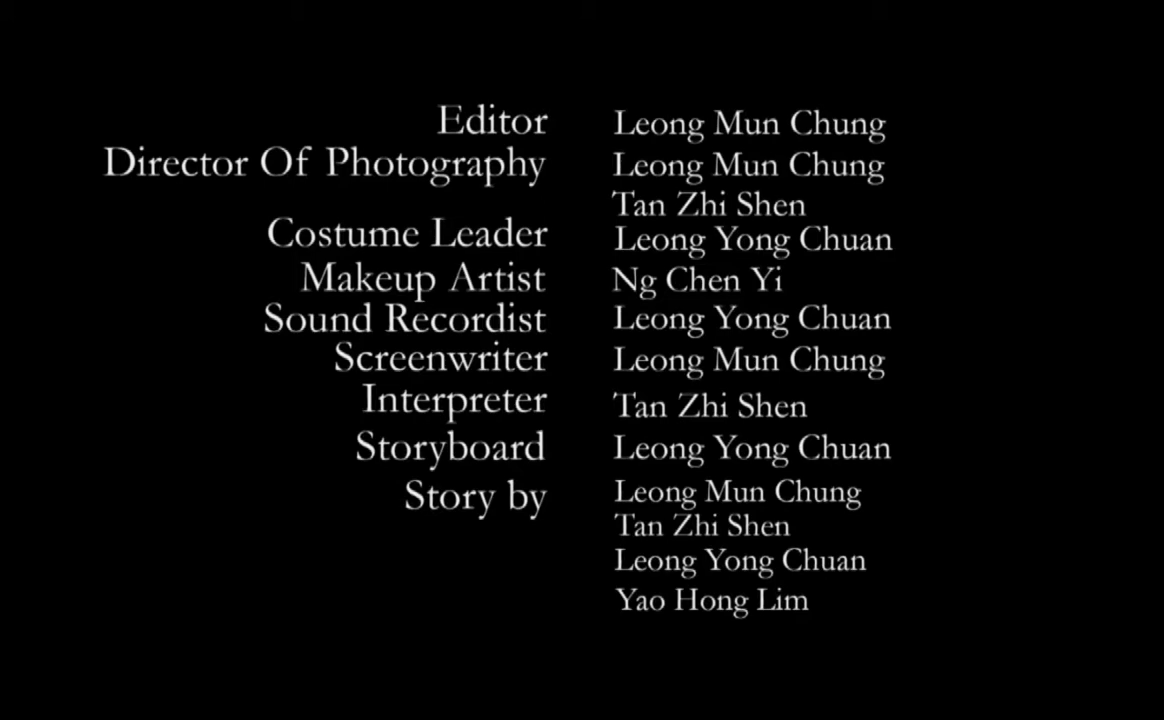 Editor Leong Mun Chung
Director Of Photography Leong Mun Chung
Tan Zhi Shen
Costume Leader Leong Yong Chuan
Makeup Artist Ng Chen Yi
Sound Recordist Leong Yong Chuan
Screenwriter Leong Mun Chung
Interpreter Tan Zhi Shen
Storyboard Leong Yong Chuan
Story by Leong Mun Chung
Tan Zhi Shen
Leong Yong Chuan
Yao Hong Lim